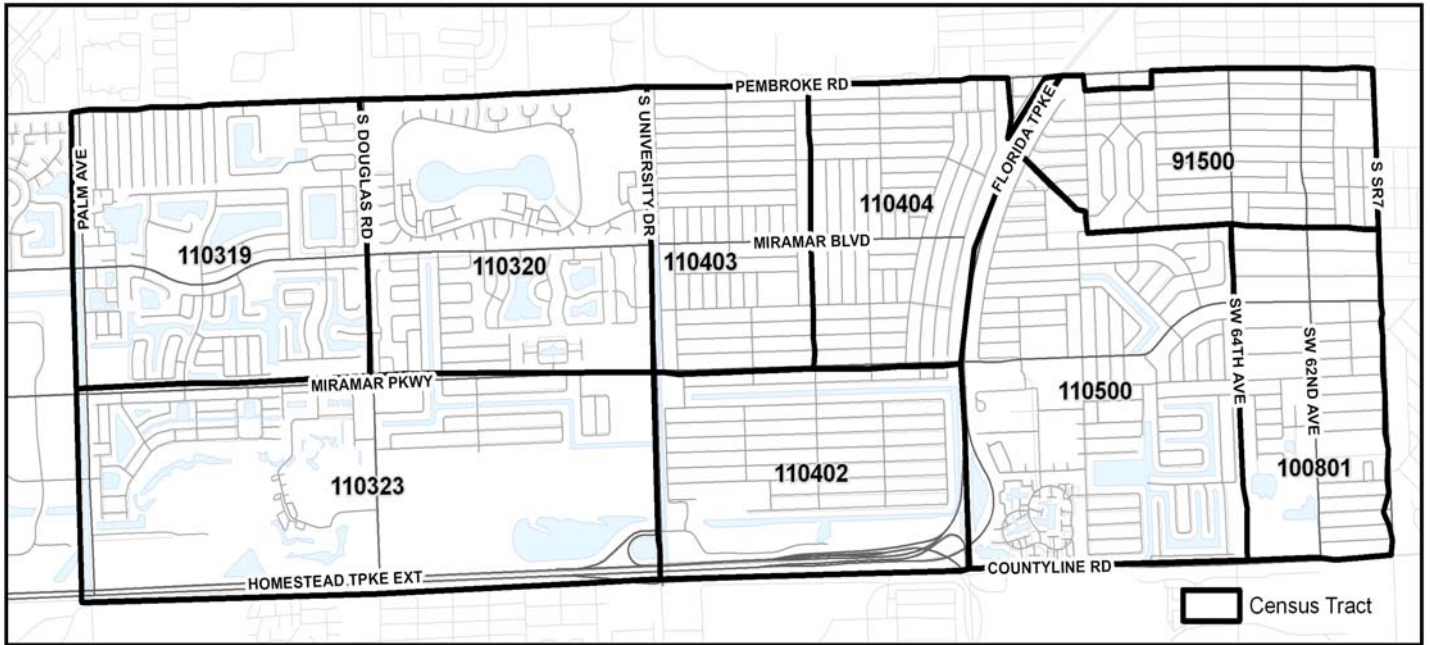 PEMBROKE RD
S DOUGLAS RD
S UNIVERSITY DR
FLORIDA TPKE
PALM AVE
91500
S SR7
110404
110319
110320
110403
MIRAMAR BLVD
SW 64TH AVE
SW 62ND AVE
MIRAMAR PKWY
110500
110323
110402
100801
HOMESTEAD TPKE EXT
COUNTYLINE RD
Census Tract